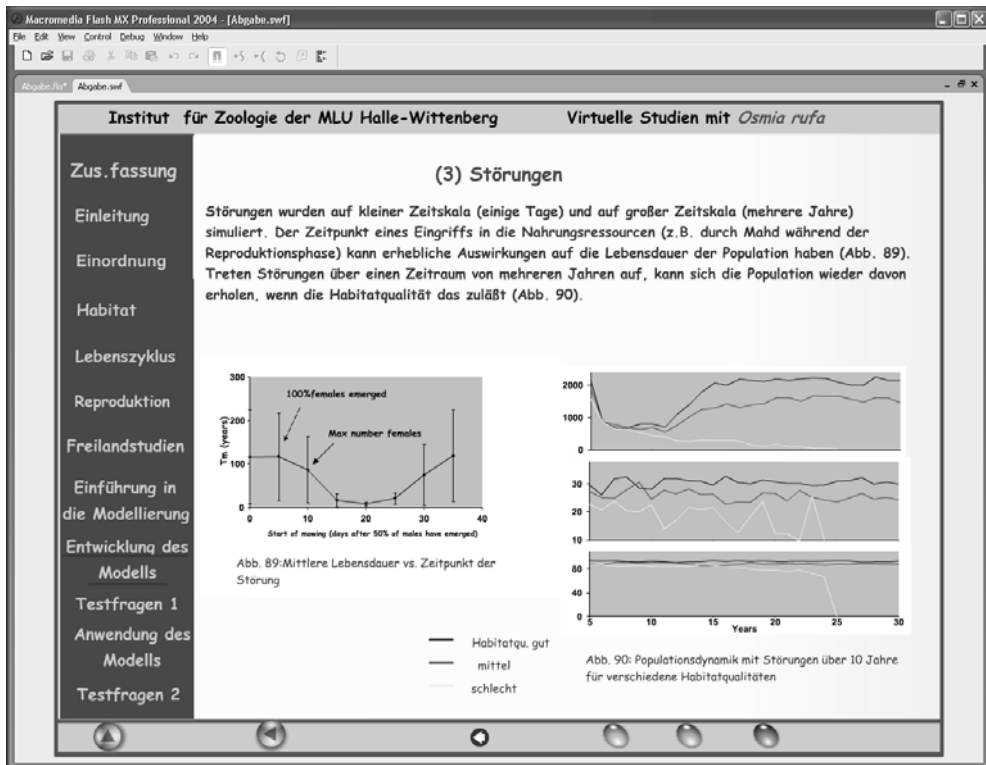 Macromedia Flash MX Professional 2004 - [Abgabe.swf]
File Edit View Control Debug Window Help
Abgabe.fla* Abgabe.swf
Institut für Zoologie der MLU Halle-Wittenberg Virtuelle Studien mit Osmia rufa
Zus.fassung
Einleitung
Einordnung
Habitat
Lebenszyklus
Reproduktion
Freilandstudien
Einführung in
die Modellierung
Entwicklung des
Modells
Testfragen 1
Anwendung des
Modells
Testfragen 2
(3) Störungen
Störungen wurden auf kleiner Zeitskala (einige Tage) und auf großer Zeitskala (mehrere Jahre)
simuliert. Der Zeitpunkt eines Eingriffs in die Nahrungsressourcen (z.B. durch Mahd während der
Reproduktionsphase) kann erhebliche Auswirkungen auf die Lebensdauer der Population haben (Abb. 89).
Treten Störungen über einen Zeitraum von mehreren Jahren auf, kann sich die Population wieder davon
erholen, wenn die Habitatqualität das zuläßt (Abb. 90).
300
200
100
0
Tm (years)
100%females emerged
Max number females
0 10 20 30 40
Start of mowing (days after 50% of males have emerged)
Abb. 89:Mittlere Lebensdauer vs. Zeitpunkt der
Störung
2000
1000
0
30
20
10
80
40
0
5 10 15 20 25 30
Years
Habitatqu. gut
mittel
schlecht
Abb. 90: Populationsdynamik mit Störungen über 10 Jahre
für verschiedene Habitatqualitäten